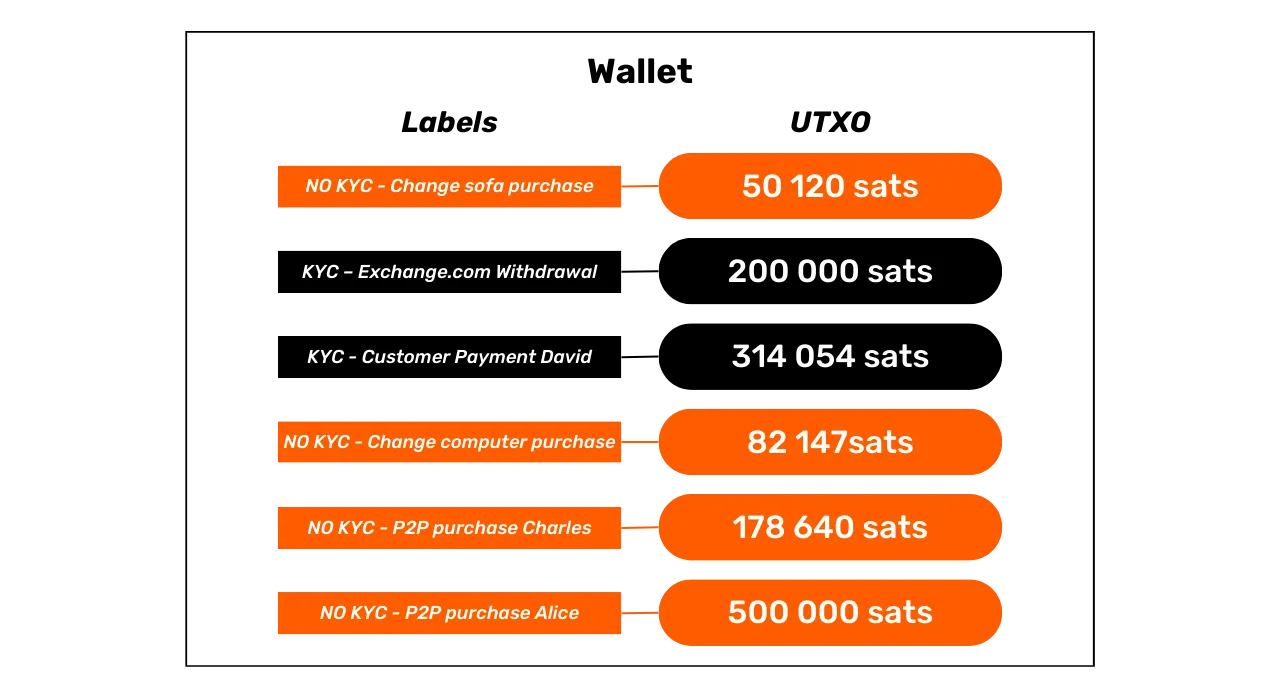 Wallet
Labels UTXO
NO KYC - Change sofa purchase 50 120 sats
KYC – Exchange.com Withdrawal 200 000 sats
KYC - Customer Payment David 314 054 sats
NO KYC - Change computer purchase 82 147sats
NO KYC - P2P purchase Charles 178 640 sats
NO KYC - P2P purchase Alice 500 000 sats